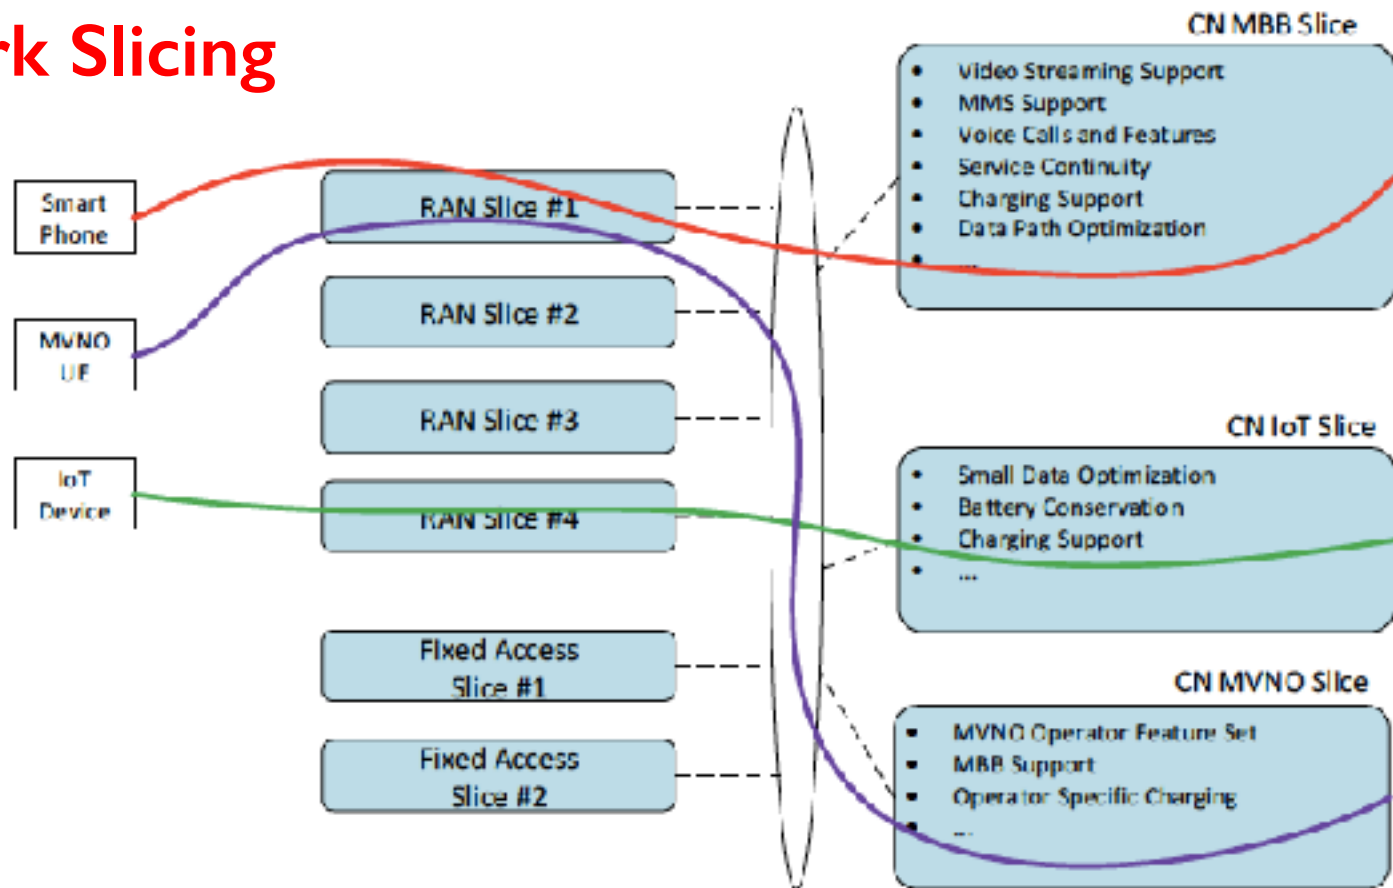 rk Slicing
Smart
Phone
MVNO
UE
IoT
Device
RAN Slice #1
RAN Slice #2
RAN Slice #3
RAN Slice #4
Fixed Access
Slice #1
Fixed Access
Slice #2
CN MBB Slice
• Video Streaming Support
• MMS Support
• Voice Calls and Features
• Service Continuity
• Charging Support
• Data Path Optimization
• ...
CN IoT Slice
• Small Data Optimization
• Battery Conservation
• Charging Support
• ...
CN MVNO Slice
• MVNO Operator Feature Set
• MBB Support
• Operator Specific Charging
• ...